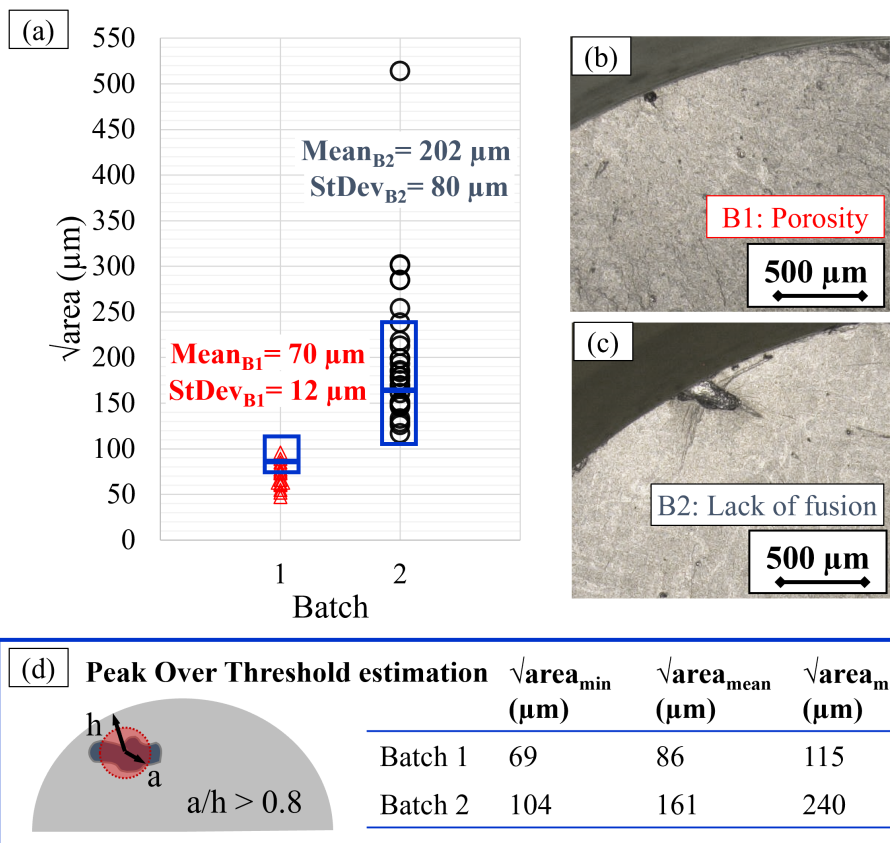 (a)
550
500
450
400
350
300
250
200
150
100
50
0
√area (µm)
Mean_B2= 202 µm
StDev_B2= 80 µm
Mean_B1= 70 µm
StDev_B1= 12 µm
1
2
Batch
(b)
B1: Porosity
500 µm
(c)
B2: Lack of fusion
500 µm
(d)
Peak Over Threshold estimation
h
a
a/h > 0.8
√area_min √area_mean √area_m
(µm) (µm) (µm)
Batch 1 69 86 115
Batch 2 104 161 240